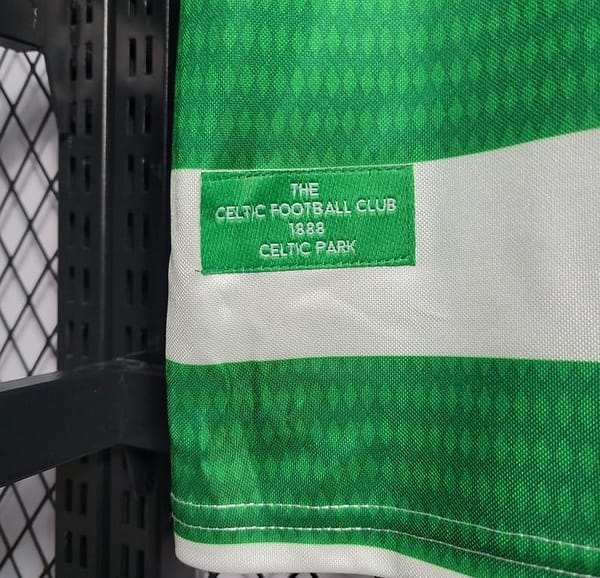 THE
CELTIC FOOTBALL CLUB
1888
CELTIC PARK